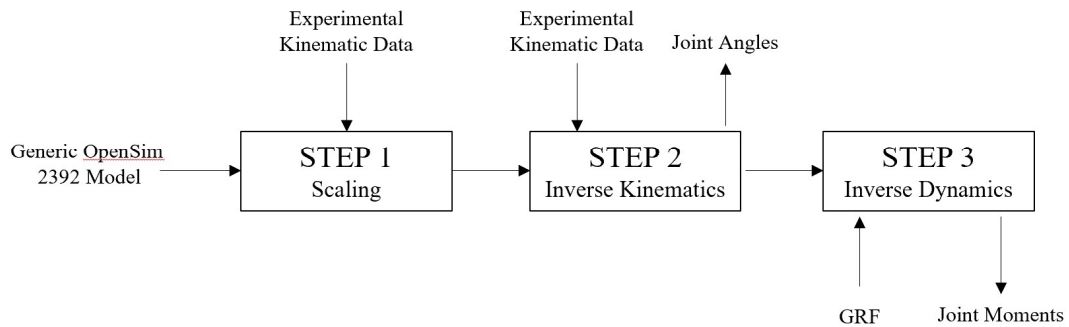 Experimental
Kinematic Data
Experimental
Kinematic Data
Joint Angles
Generic OpenSim
2392 Model
STEP 1
Scaling
STEP 2
Inverse Kinematics
STEP 3
Inverse Dynamics
GRF
Joint Moments